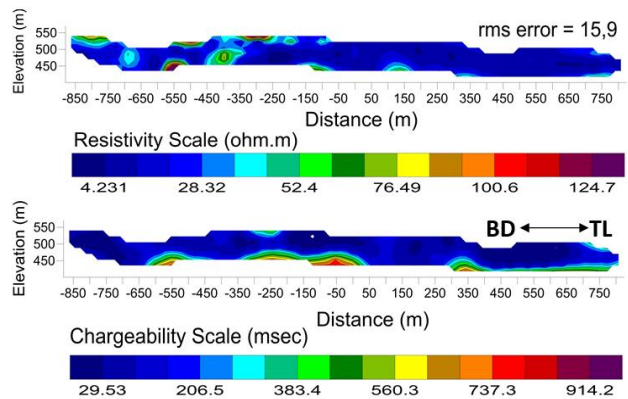 rms error = 15,9
Elevation (m)
550
500
450
-850 -750 -650 -550 -450 -350 -250 -150 -50 50 150 250 350 450 550 650 750
Distance (m)
Resistivity Scale (ohm.m)
4.231 28.32 52.4 76.49 100.6 124.7
BD TL
Elevation (m)
550
500
450
-850 -750 -650 -550 -450 -350 -250 -150 -50 50 150 250 350 450 550 650 750
Distance (m)
Chargeability Scale (msec)
29.53 206.5 383.4 560.3 737.3 914.2